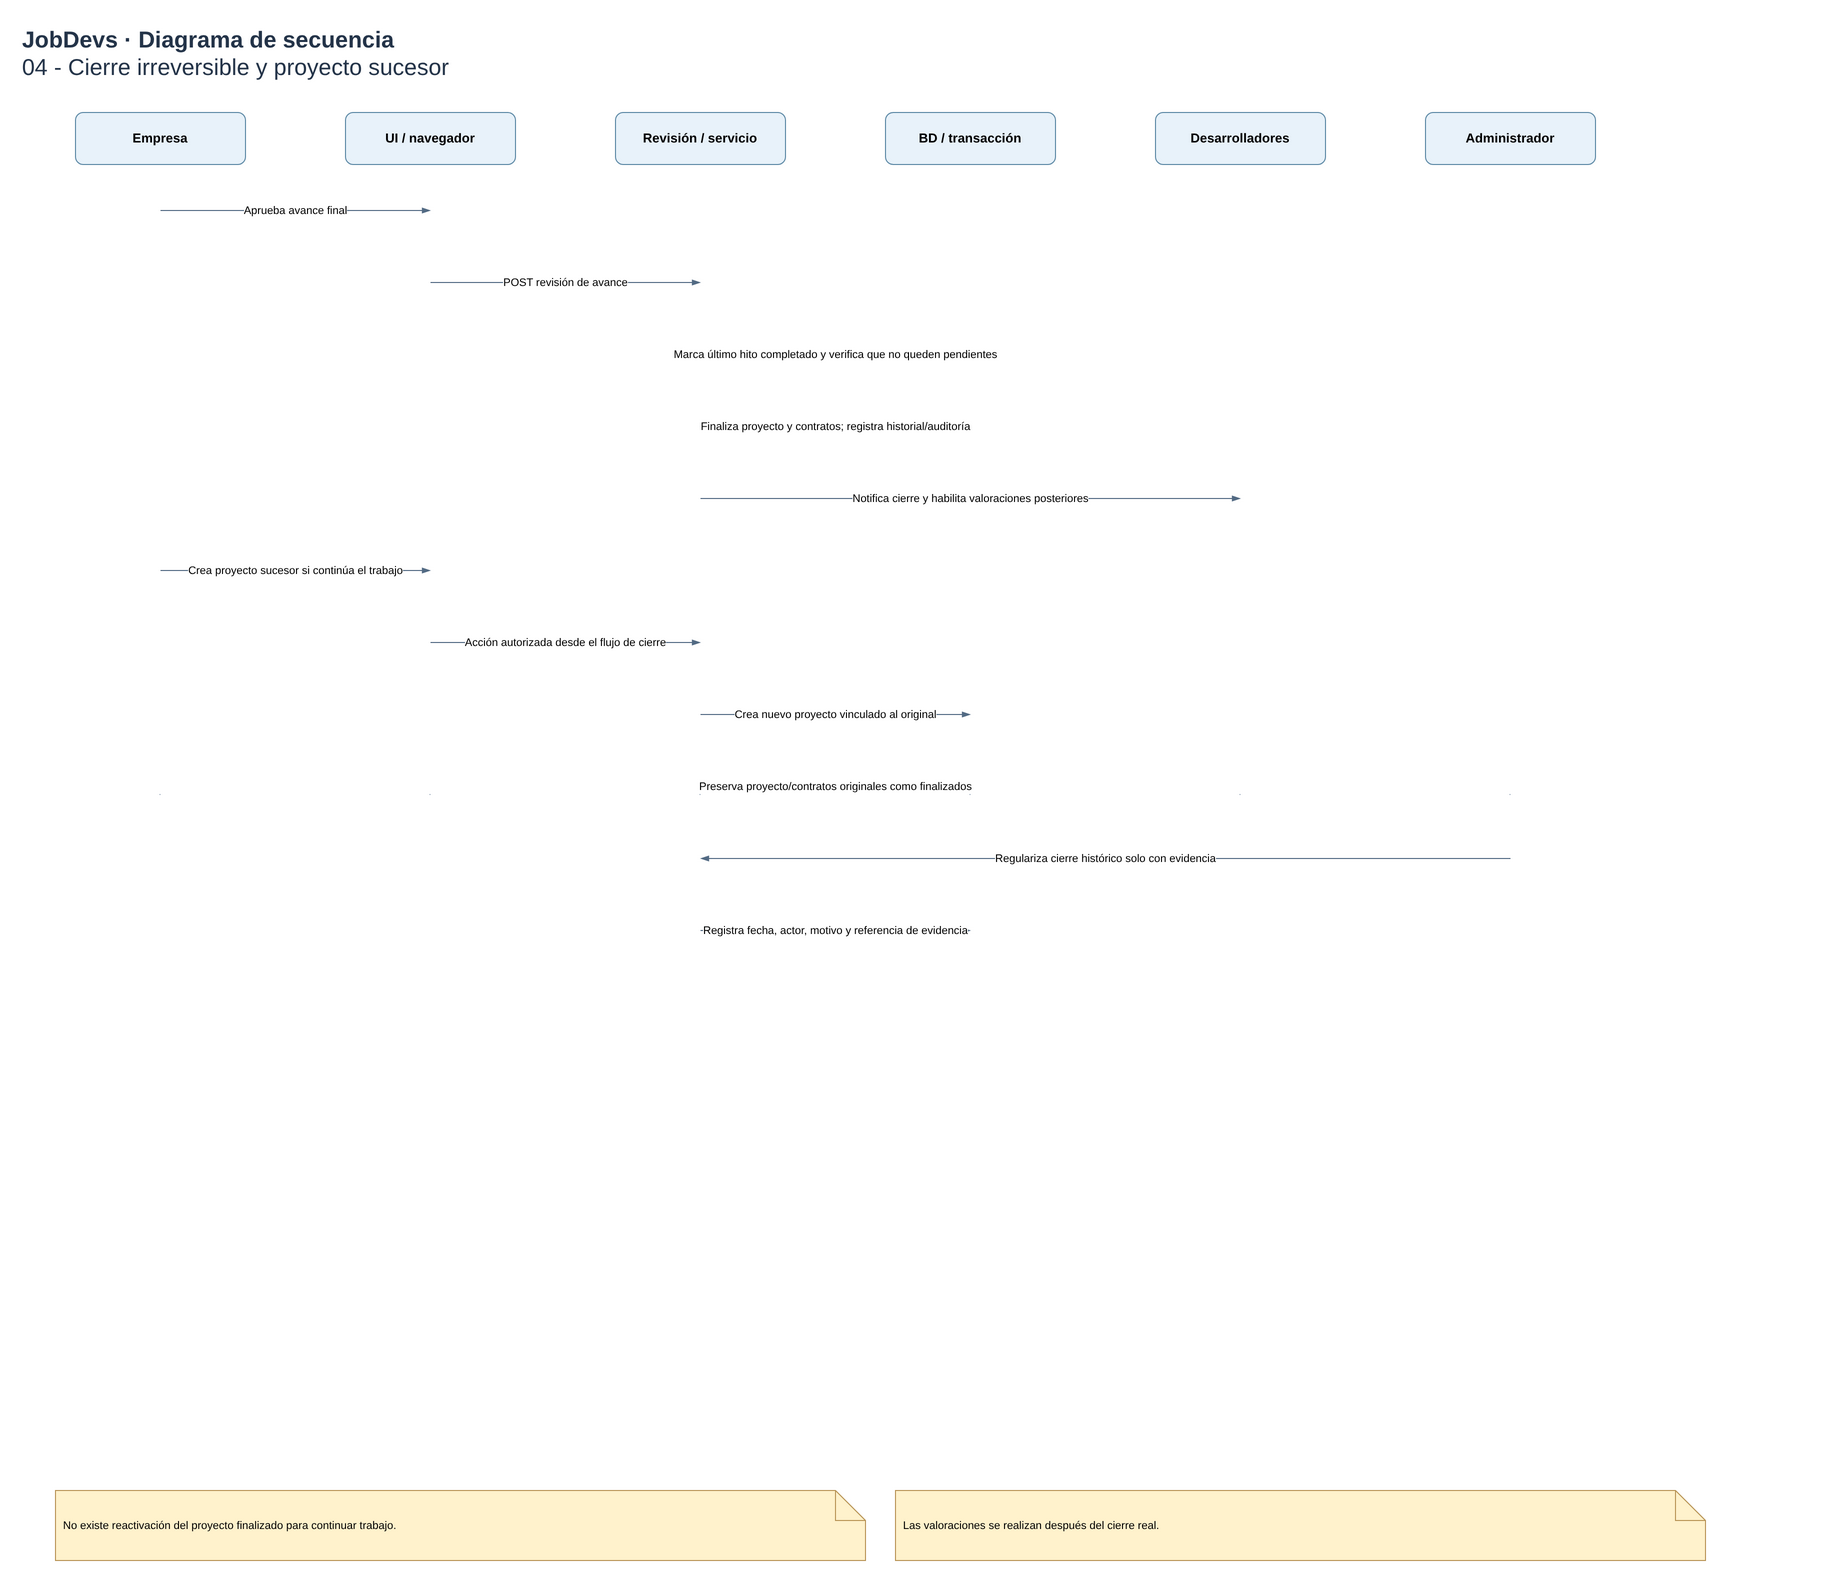 JobDevs · Diagrama de secuencia
04 - Cierre irreversible y proyecto sucesor
Empresa
UI / navegador
Revisión / servicio
BD / transacción
Desarrolladores
Administrador
Aprueba avance final
POST revisión de avance
Marca último hito completado y verifica que no queden pendientes
Finaliza proyecto y contratos; registra historial/auditoría
Notifica cierre y habilita valoraciones posteriores
Crea proyecto sucesor si continúa el trabajo
Acción autorizada desde el flujo de cierre
Crea nuevo proyecto vinculado al original
Preserva proyecto/contratos originales como finalizados
Regulariza cierre histórico solo con evidencia
Registra fecha, actor, motivo y referencia de evidencia
No existe reactivación del proyecto finalizado para continuar trabajo.
Las valoraciones se realizan después del cierre real.